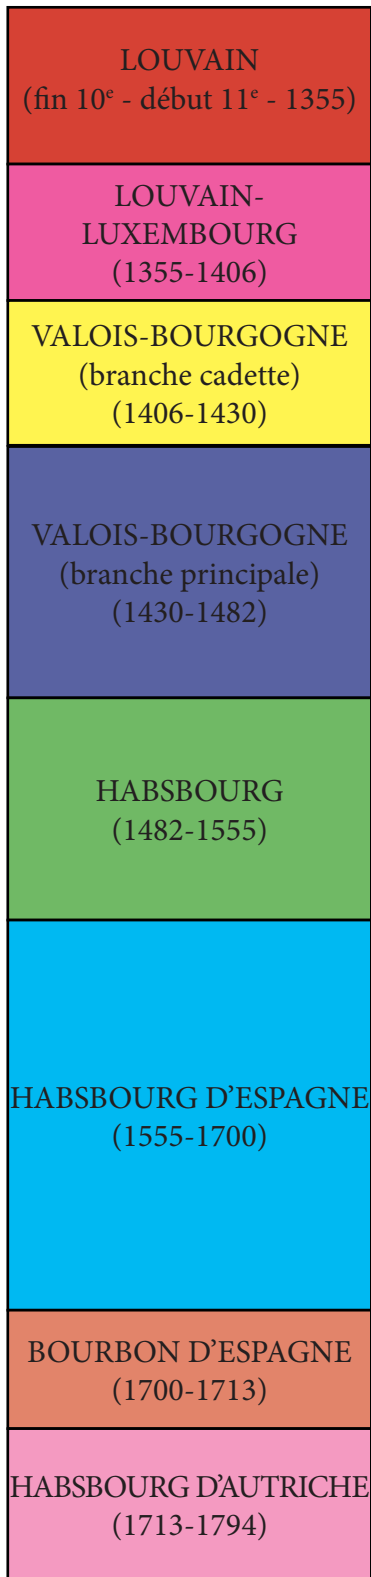 LOUVAIN
(fin 10ᵉ - début 11ᵉ - 1355)
LOUVAIN-
LUXEMBOURG
(1355-1406)
VALOIS-BOURGOGNE
(branche cadette)
(1406-1430)
VALOIS-BOURGOGNE
(branche principale)
(1430-1482)
HABSBOURG
(1482-1555)
HABSBOURG D’ESPAGNE
(1555-1700)
BOURBON D’ESPAGNE
(1700-1713)
HABSBOURG D’AUTRICHE
(1713-1794)